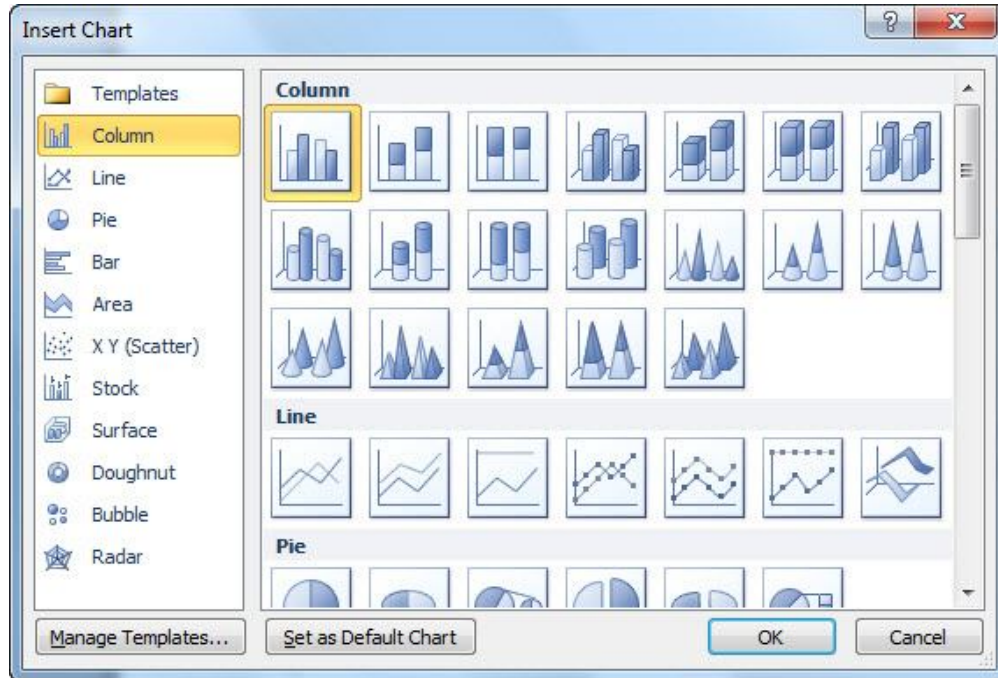 Insert Chart
Templates
Column
Line
Pie
Bar
Area
X Y (Scatter)
Stock
Surface
Doughnut
Bubble
Radar
Column
Line
Pie
Manage Templates...
Set as Default Chart
OK
Cancel